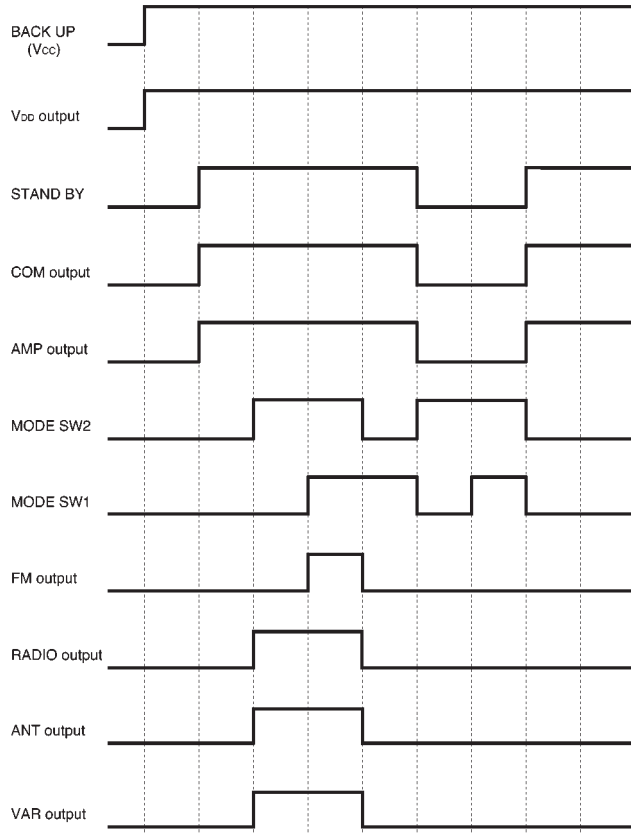 BACK UP
(Vcc)
VDD output
STAND BY
COM output
AMP output
MODE SW2
MODE SW1
FM output
RADIO output
ANT output
VAR output